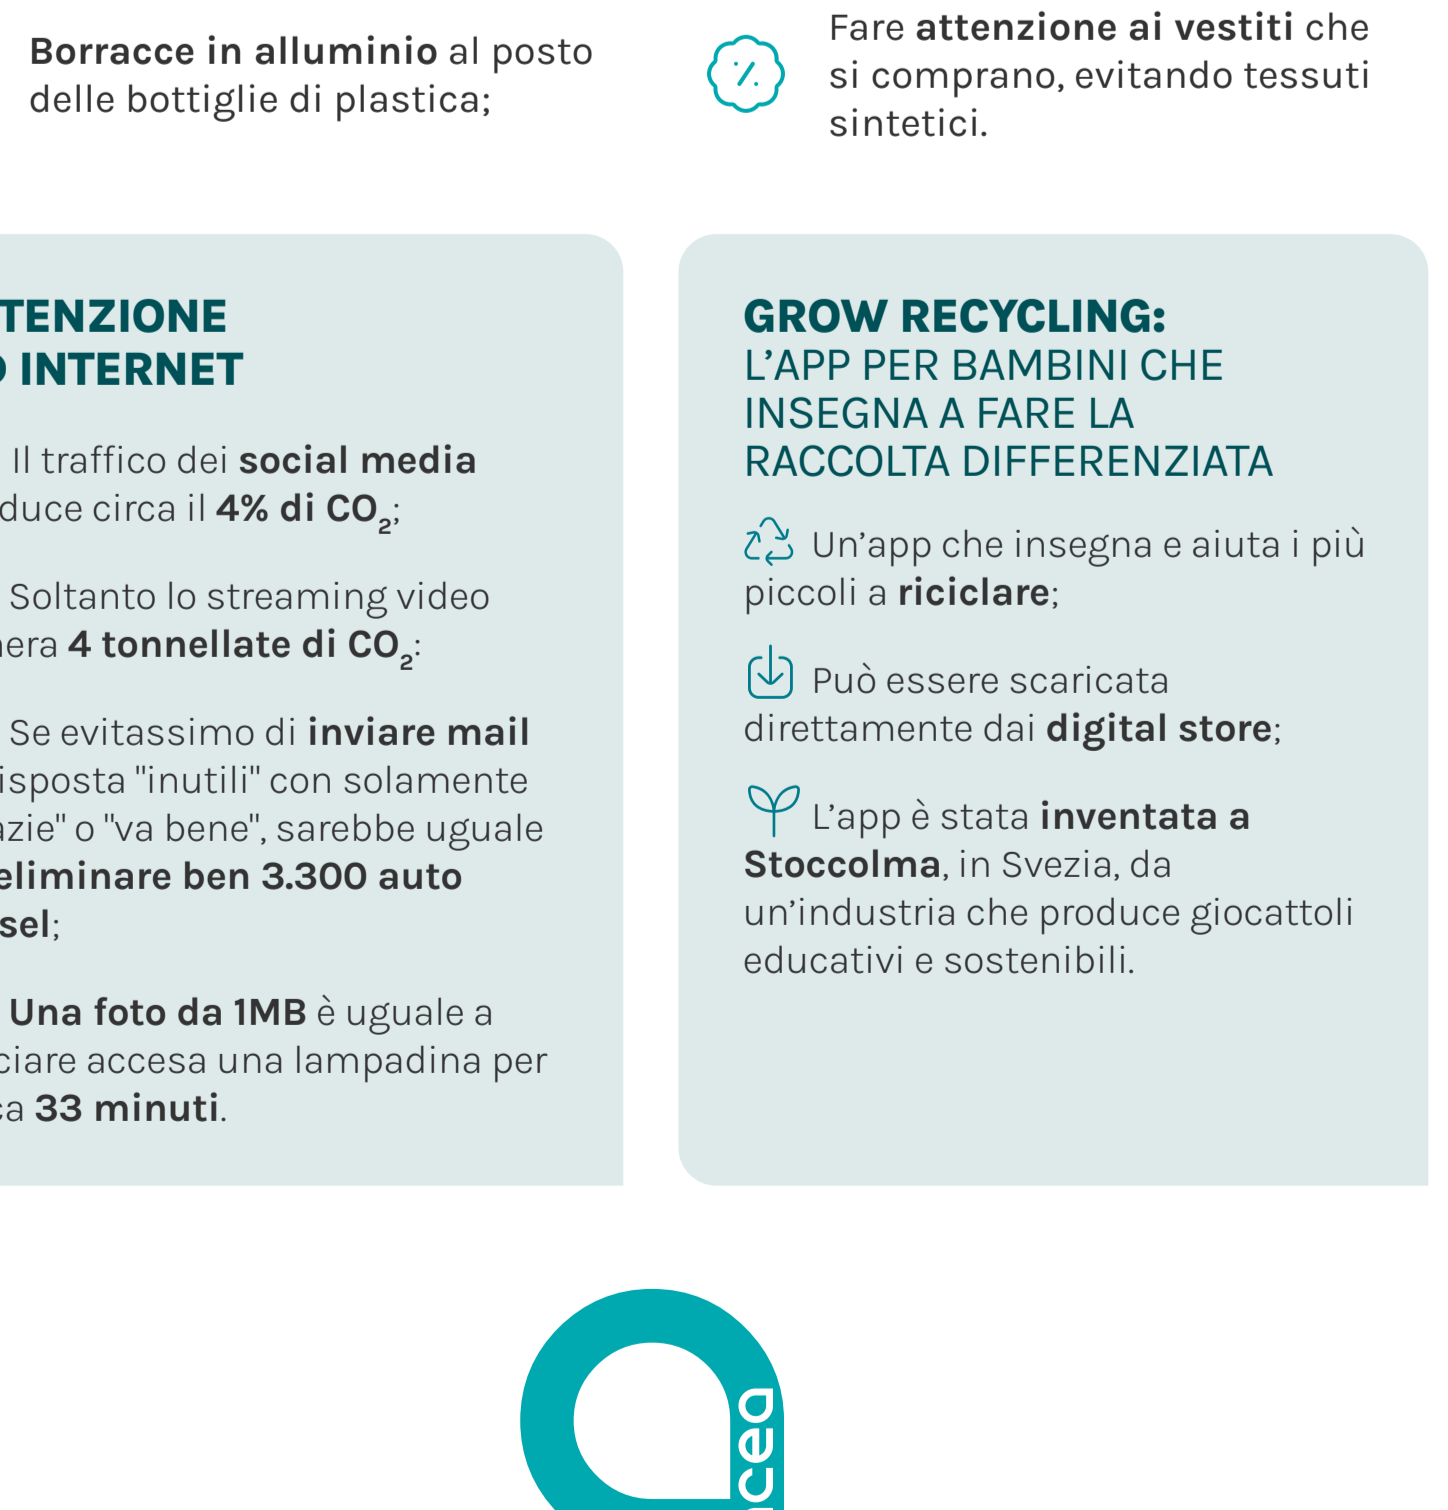 Borracce in alluminio al posto
delle bottiglie di plastica;
Fare attenzione ai vestiti che
si comprano, evitando tessuti
sintetici.
TENZIONE
INTERNET
Il traffico dei social media
duce circa il 4% di CO₂;
Soltanto lo streaming video
nera 4 tonnellate di CO₂:
Se evitassimo di inviare mail
isposta "inutili" con solamente
azie" o "va bene", sarebbe uguale
eliminare ben 3.300 auto
sel;
Una foto da 1MB è uguale a
ciare accesa una lampadina per
ca 33 minuti.
GROW RECYCLING:
L’APP PER BAMBINI CHE
INSEGNA A FARE LA
RACCOLTA DIFFERENZIATA
Un’app che insegna e aiuta i più
piccoli a riciclare;
Può essere scaricata
direttamente dai digital store;
L’app è stata inventata a
Stoccolma, in Svezia, da
un’industria che produce giocattoli
educativi e sostenibili.
cea